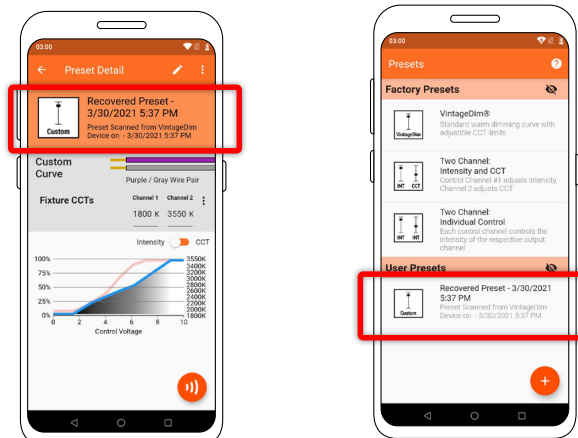 03:00
Preset Detail
Custom
Recovered Preset -
3/30/2021 5:37 PM
Preset Scanned from VintageDim
Device on - 3/30/2021 5:37 PM
Custom
Curve
Purple / Gray Wire Pair
Fixture CCTs
Channel 1 Channel 2
1800 K 3550 K
Intensity CCT
100%
75%
50%
25%
0%
3550K
3400K
3200K
3000K
2800K
2600K
2400K
2200K
2000K
1800K
0 2 4 6 8 10
Control Voltage
03:00
Presets
Factory Presets
VintageDim
VintageDim®
Standard warm dimming curve with
adjustible CCT limits
INT CCT
Two Channel:
Intensity and CCT
Control Channel #1 adjusts Intensity,
Channel 2 adjusts CCT
INT INT
Two Channel:
Individual Control
Each control channel controls the
intensity of the respective output
channel
User Presets
Custom
Recovered Preset - 3/30/2021
5:37 PM
Preset Scanned from VintageDim
Device on - 3/30/2021 5:37 PM